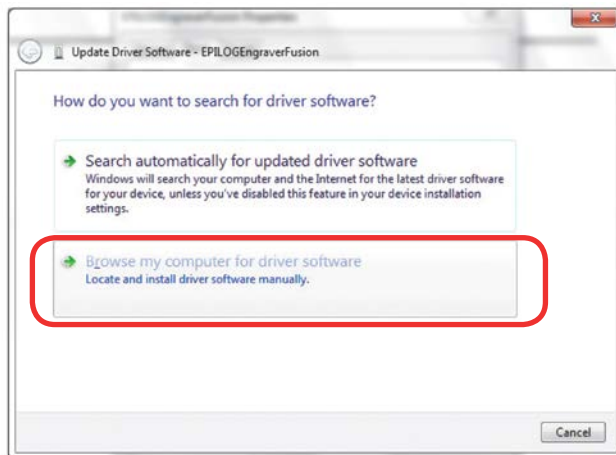 EPILOGEngraverFusion Properties
Update Driver Software - EPILOGEngraverFusion
How do you want to search for driver software?
Search automatically for updated driver software
Windows will search your computer and the Internet for the latest driver software
for your device, unless you've disabled this feature in your device installation
settings.
Browse my computer for driver software
Locate and install driver software manually.
Cancel